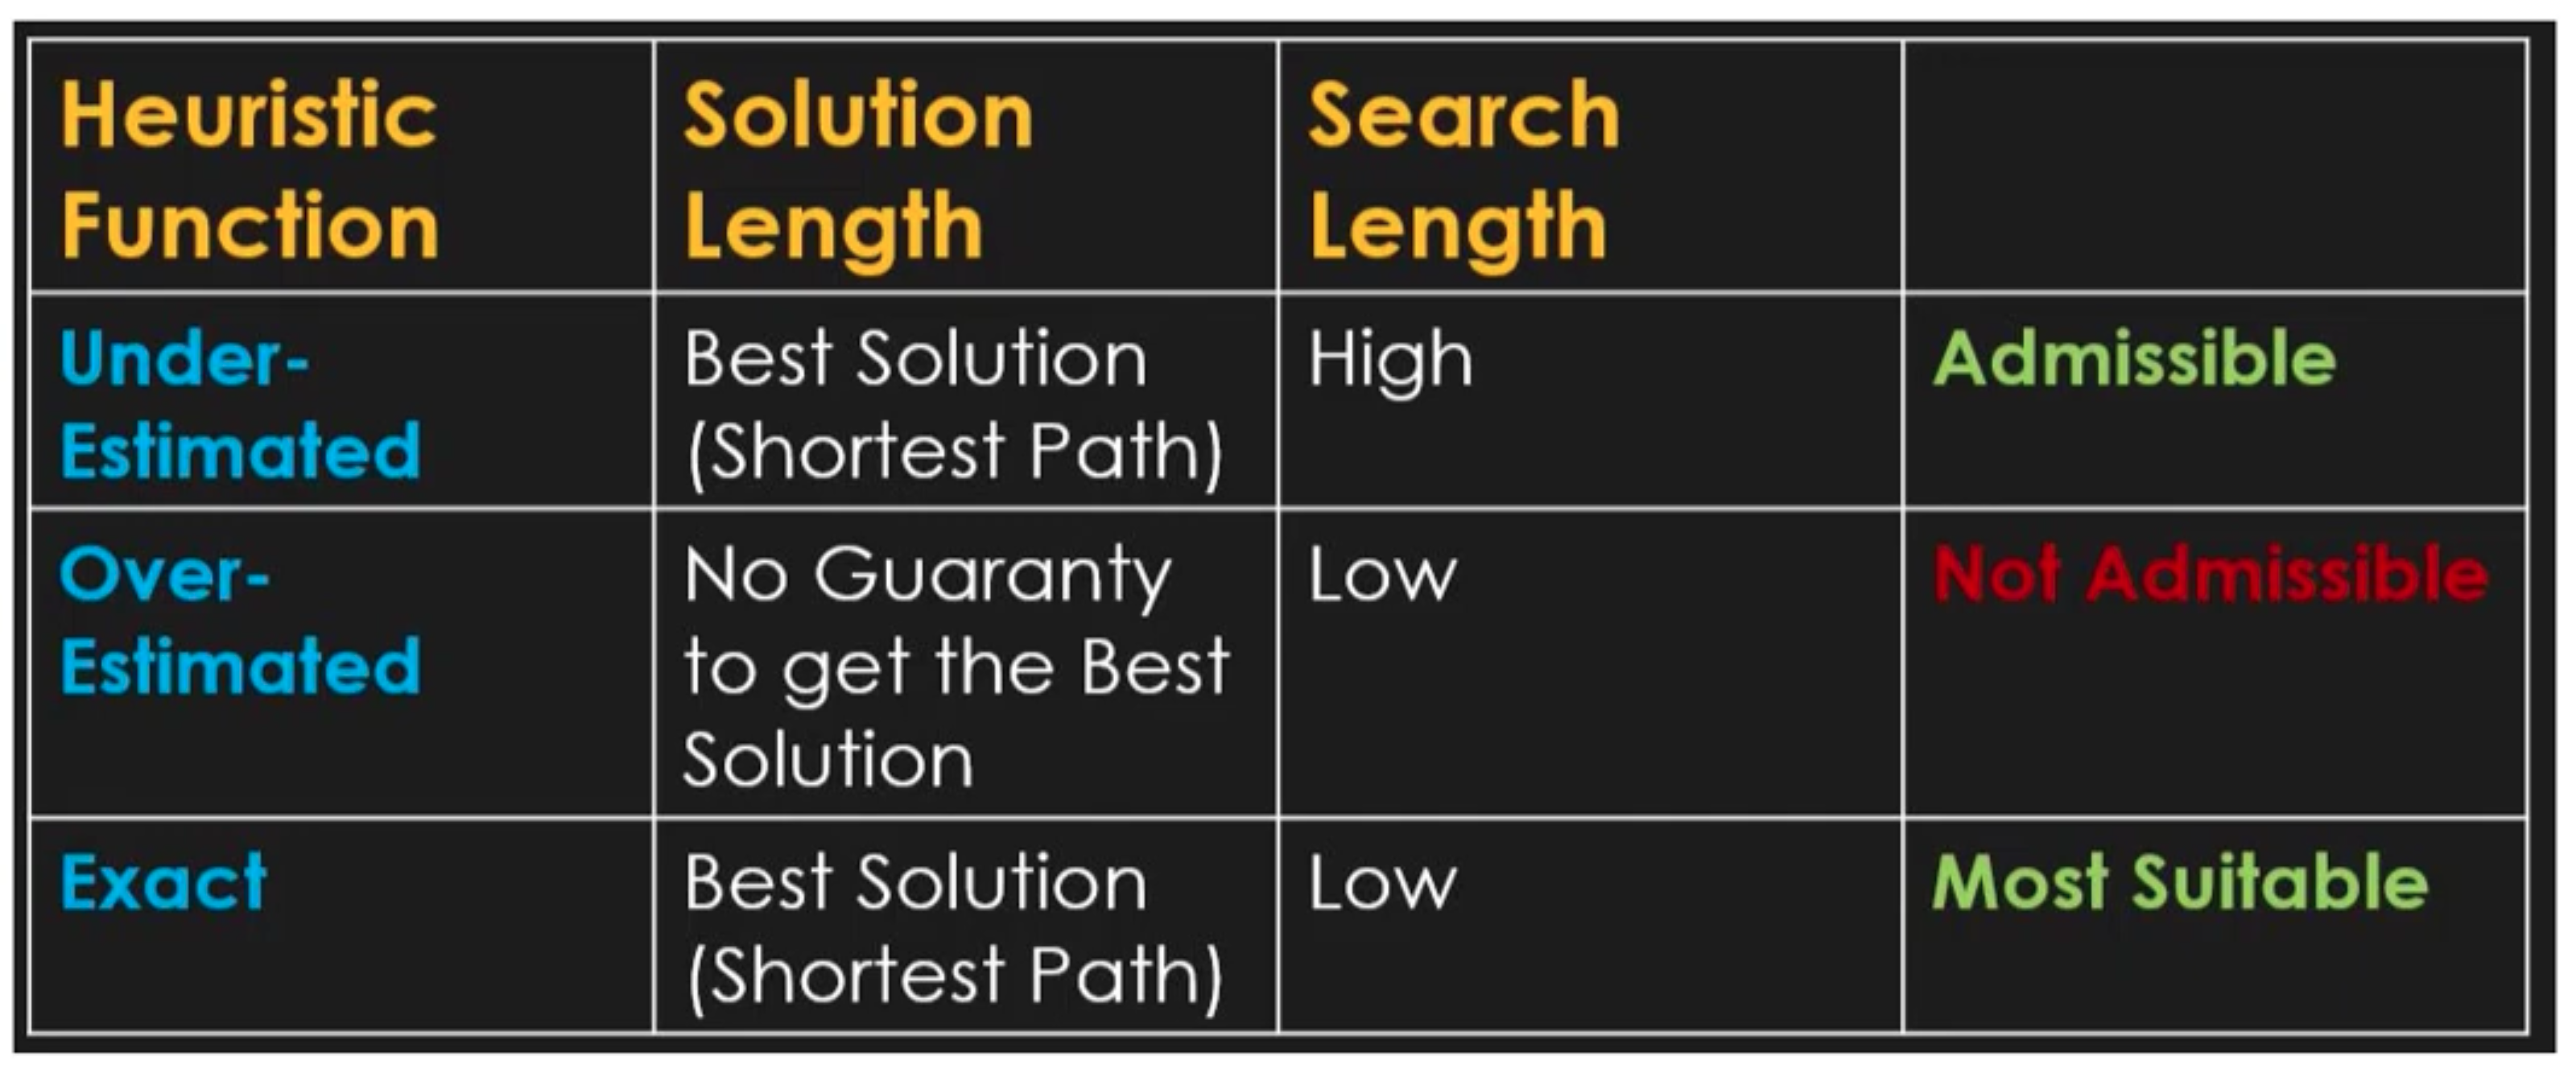 Heuristic
Function
Solution
Length
Search
Length
Under-
Estimated
Best Solution
(Shortest Path)
High
Admissible
Over-
Estimated
No Guaranty
to get the Best
Solution
Low
Not Admissible
Exact
Best Solution
(Shortest Path)
Low
Most Suitable